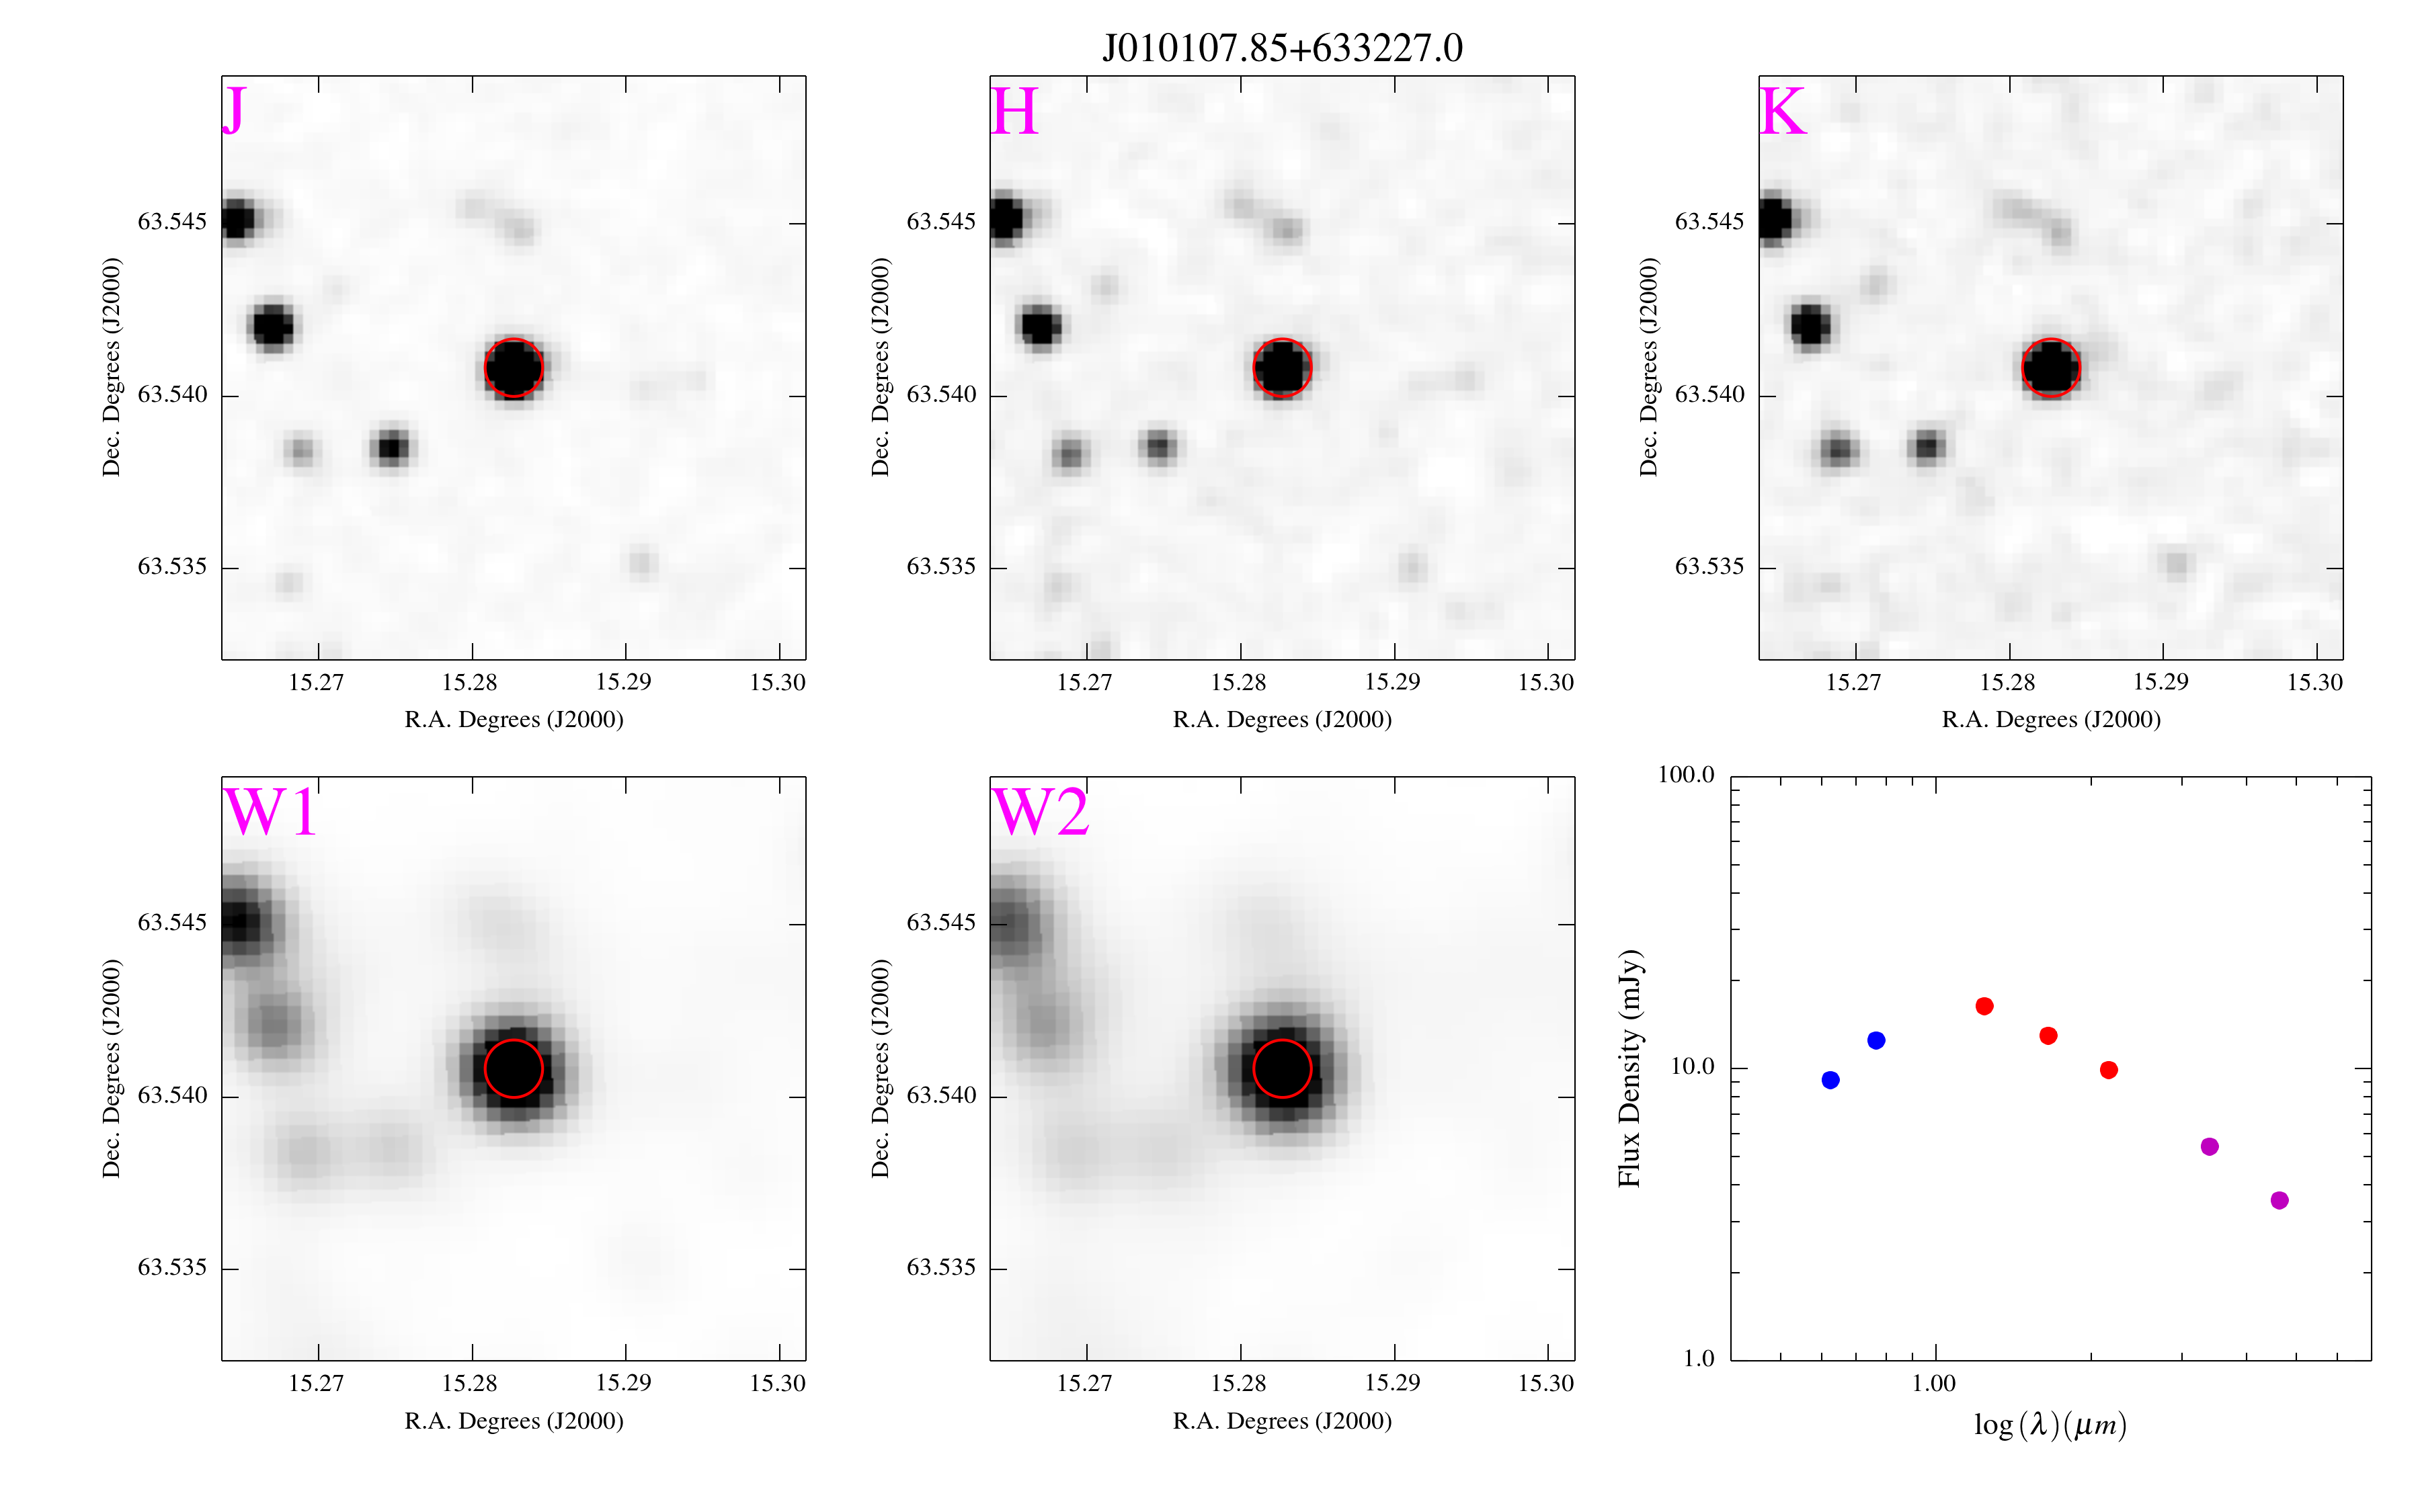 J010107.85+633227.0
J
H
K
63.545
63.540
63.535
Dec. Degrees (J2000)
15.27 15.28 15.29 15.30
R.A. Degrees (J2000)
63.545
63.540
63.535
Dec. Degrees (J2000)
15.27 15.28 15.29 15.30
R.A. Degrees (J2000)
63.545
63.540
63.535
Dec. Degrees (J2000)
15.27 15.28 15.29 15.30
R.A. Degrees (J2000)
W1
63.545
63.540
63.535
Dec. Degrees (J2000)
15.27 15.28 15.29 15.30
R.A. Degrees (J2000)
W2
63.545
63.540
63.535
Dec. Degrees (J2000)
15.27 15.28 15.29 15.30
R.A. Degrees (J2000)
100.0
10.0
1.0
Flux Density (mJy)
1.00
log (λ)(μm)